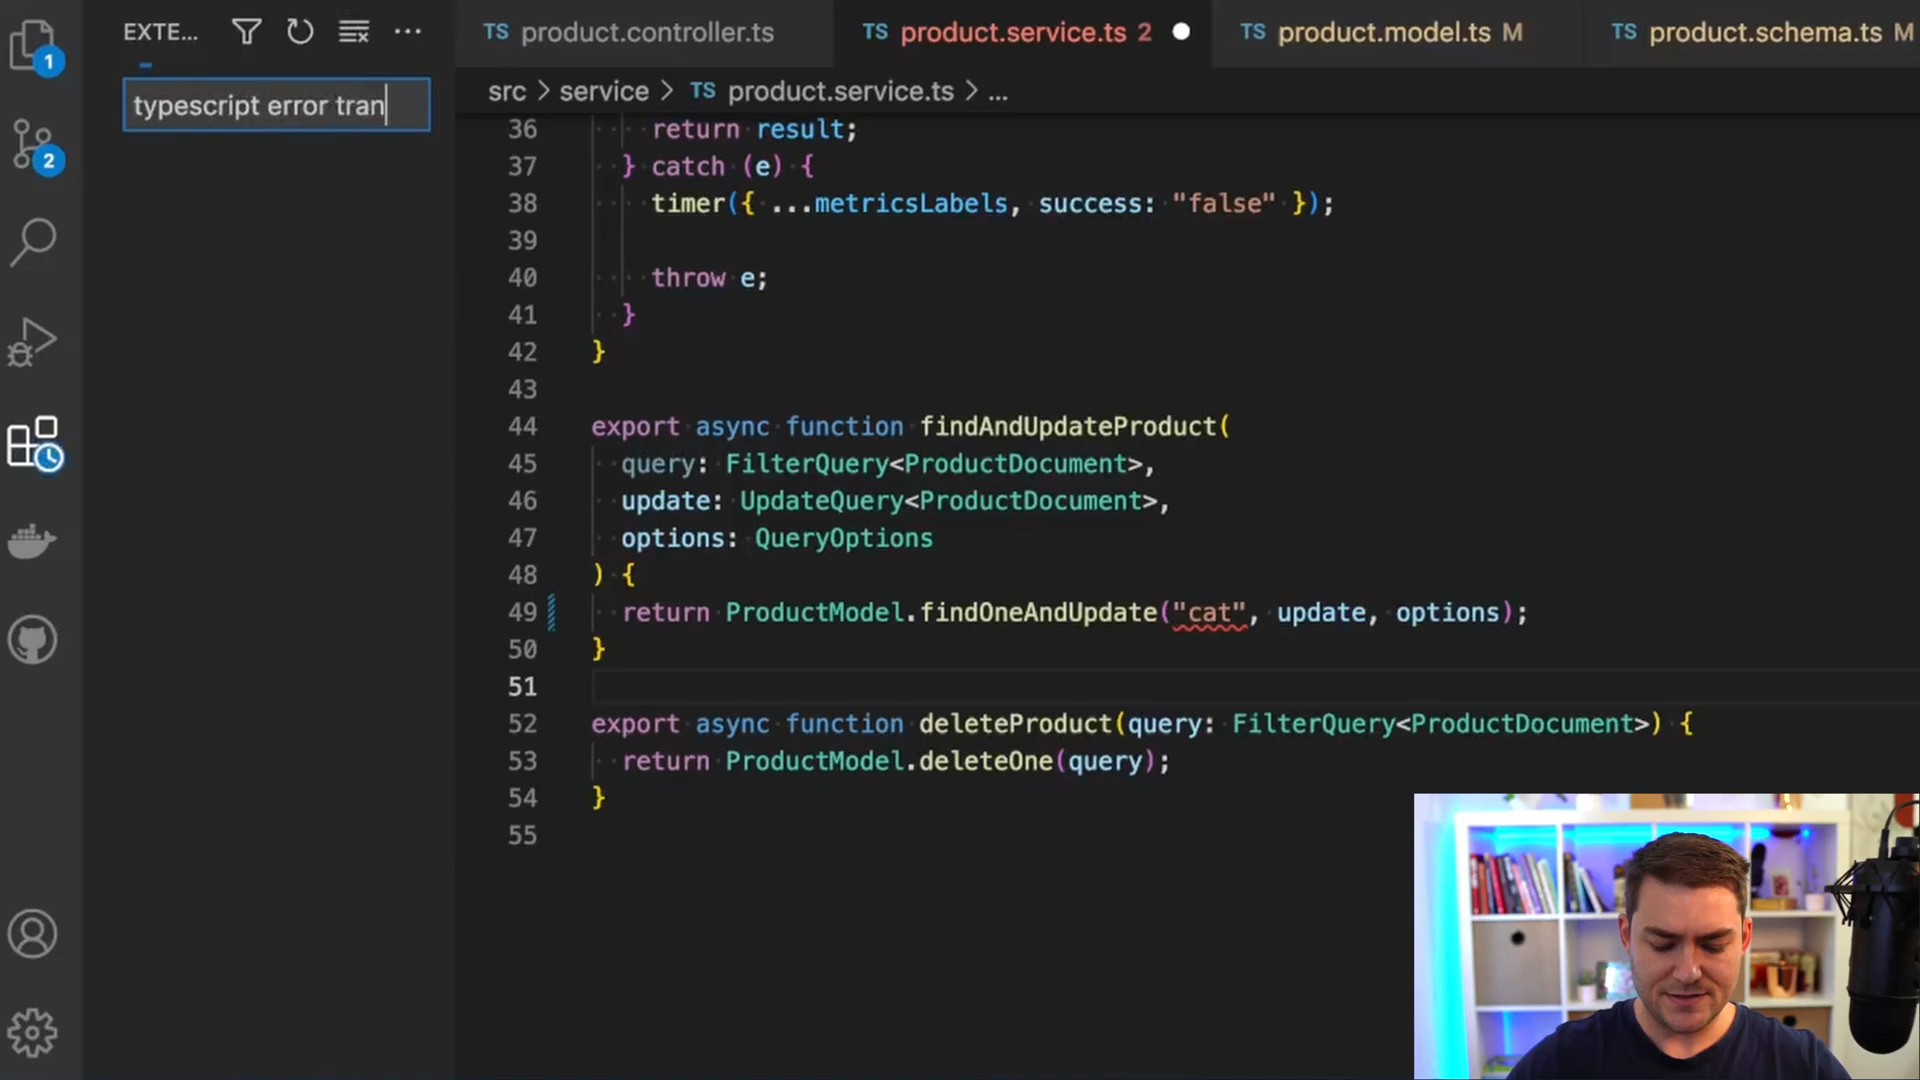 EXTE...
TS product.controller.ts
TS product.service.ts 2
TS product.model.ts M
TS product.schema.ts M
1
typescript error tran
src > service > TS product.service.ts > ...
2
36 return result;
37 } catch (e) {
38 timer({ ...metricsLabels, success: "false" });
39
40 throw e;
41 }
42 }
43
44 export async function findAndUpdateProduct(
45 query: FilterQuery<ProductDocument>,
46 update: UpdateQuery<ProductDocument>,
47 options: QueryOptions
48 ) {
49 return ProductModel.findOneAndUpdate("cat", update, options);
50 }
51
52 export async function deleteProduct(query: FilterQuery<ProductDocument>) {
53 return ProductModel.deleteOne(query);
54 }
55